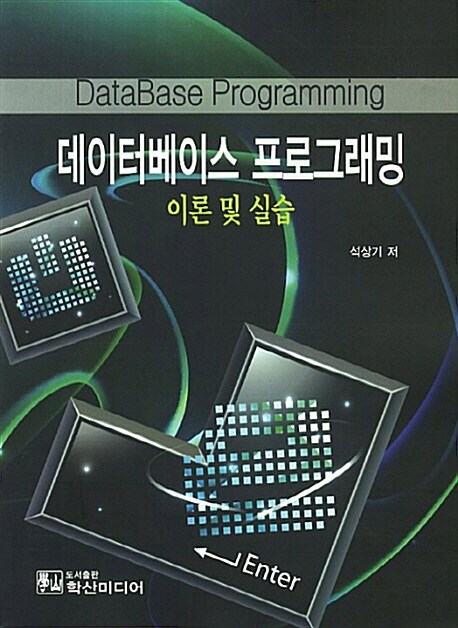 DataBase Programming
데이터베이스 프로그래밍
이론 및 실습
석상기 저
Enter
도서출판
학산미디어